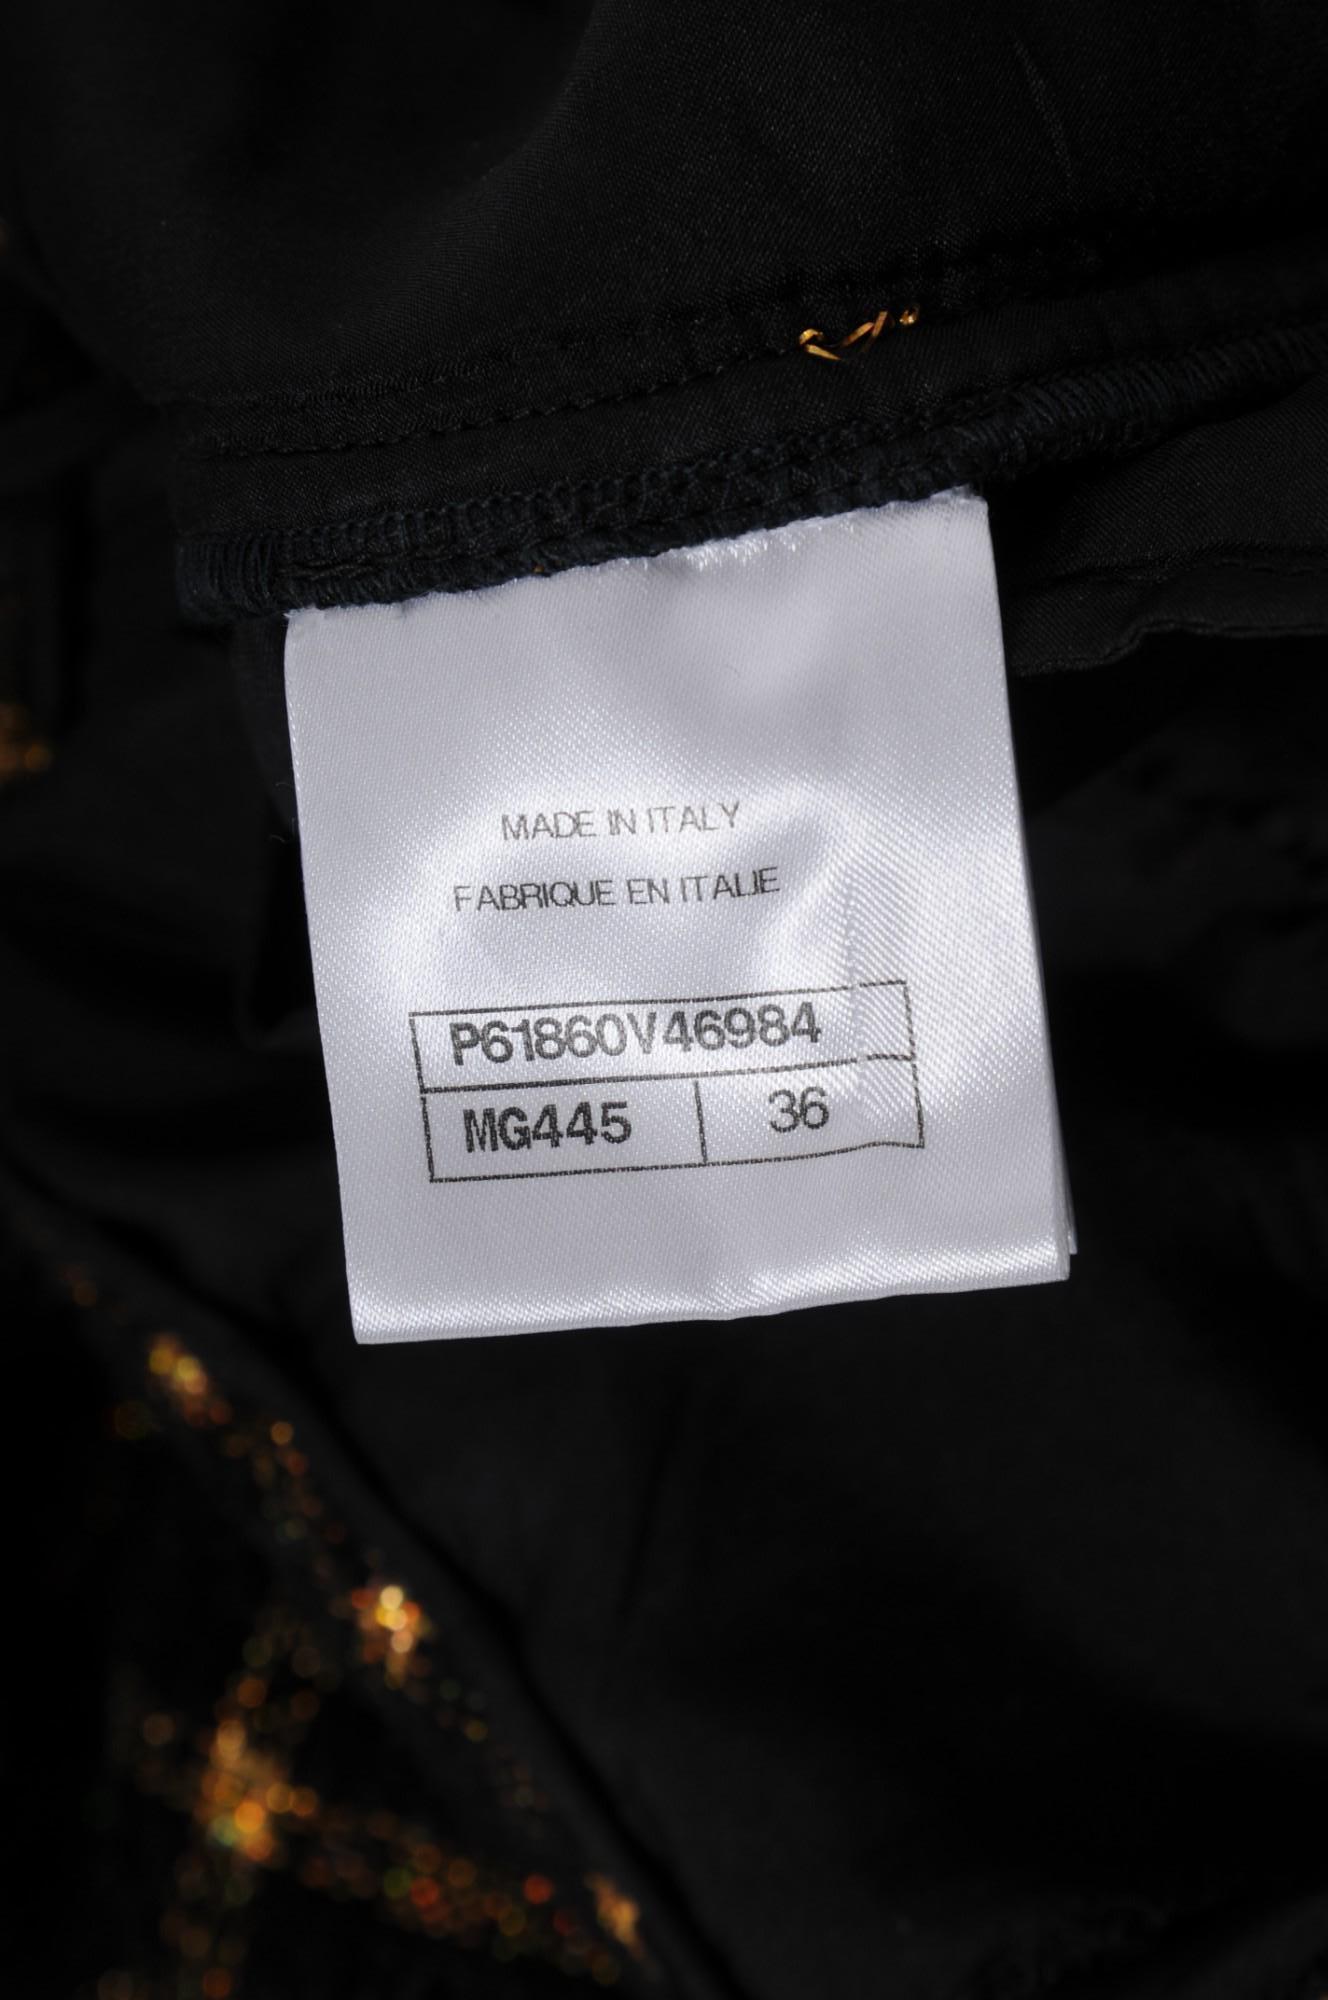 MADE IN ITALY
FABRIQUE EN ITALIE
P61860V46984
MG445 36